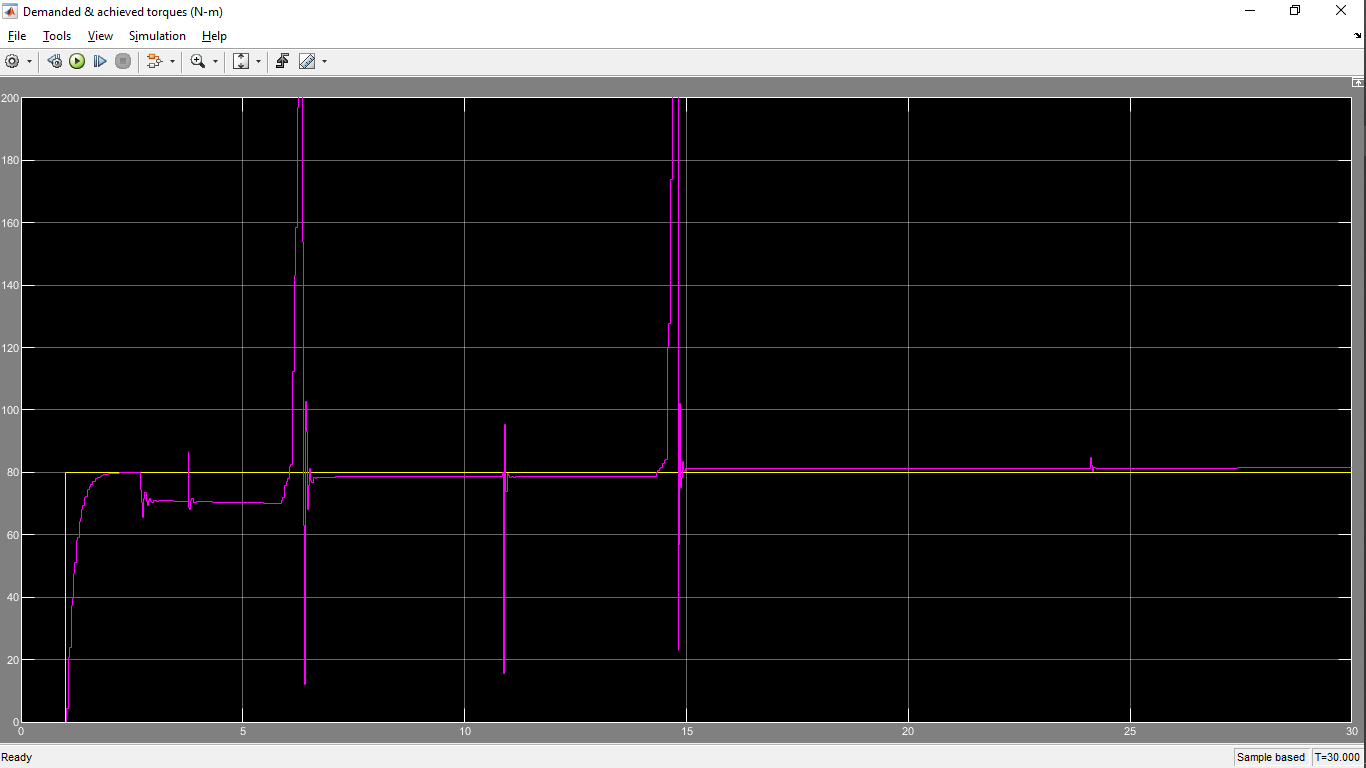 Demanded & achieved torques (N-m)
File Tools View Simulation Help
200
180
160
140
120
100
80
60
40
20
0
0 5 10 15 20 25 30
Ready Sample based T=30.000